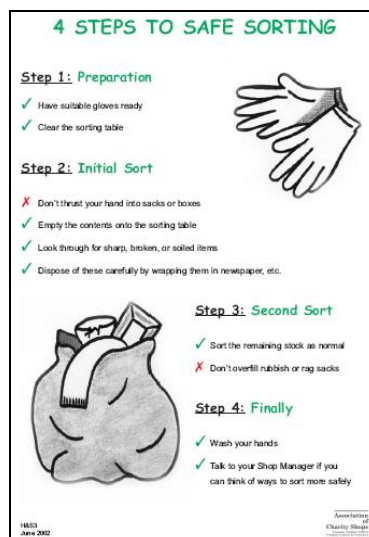 4 STEPS TO SAFE SORTING
Step 1: Preparation
✓ Have suitable gloves ready
✓ Clear the sorting table
Step 2: Initial Sort
✗ Don't thrust your hand into sacks or boxes
✓ Empty the contents onto the sorting table
✓ Look through for sharp, broken, or soiled items
✓ Dispose of these carefully by wrapping them in newspaper, etc.
Step 3: Second Sort
✓ Sort the remaining stock as normal
✗ Don't overfill rubbish or rag sacks
Step 4: Finally
✓ Wash your hands
✓ Talk to your Shop Manager if you
can think of ways to sort more safely
H&S3
June 2002
Association
of
Charity Shops